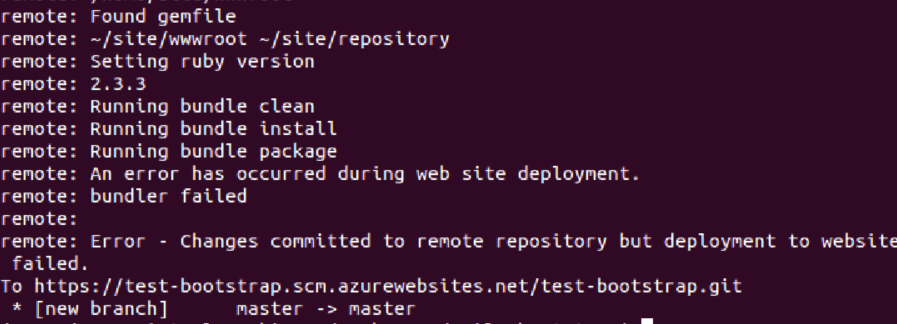 remote: Found gemfile
remote: ~/site/wwwroot ~/site/repository
remote: Setting ruby version
remote: 2.3.3
remote: Running bundle clean
remote: Running bundle install
remote: Running bundle package
remote: An error has occurred during web site deployment.
remote: bundler failed
remote:
remote: Error - Changes committed to remote repository but deployment to website
 failed.
To https://test-bootstrap.scm.azurewebsites.net/test-bootstrap.git
 * [new branch]      master -> master